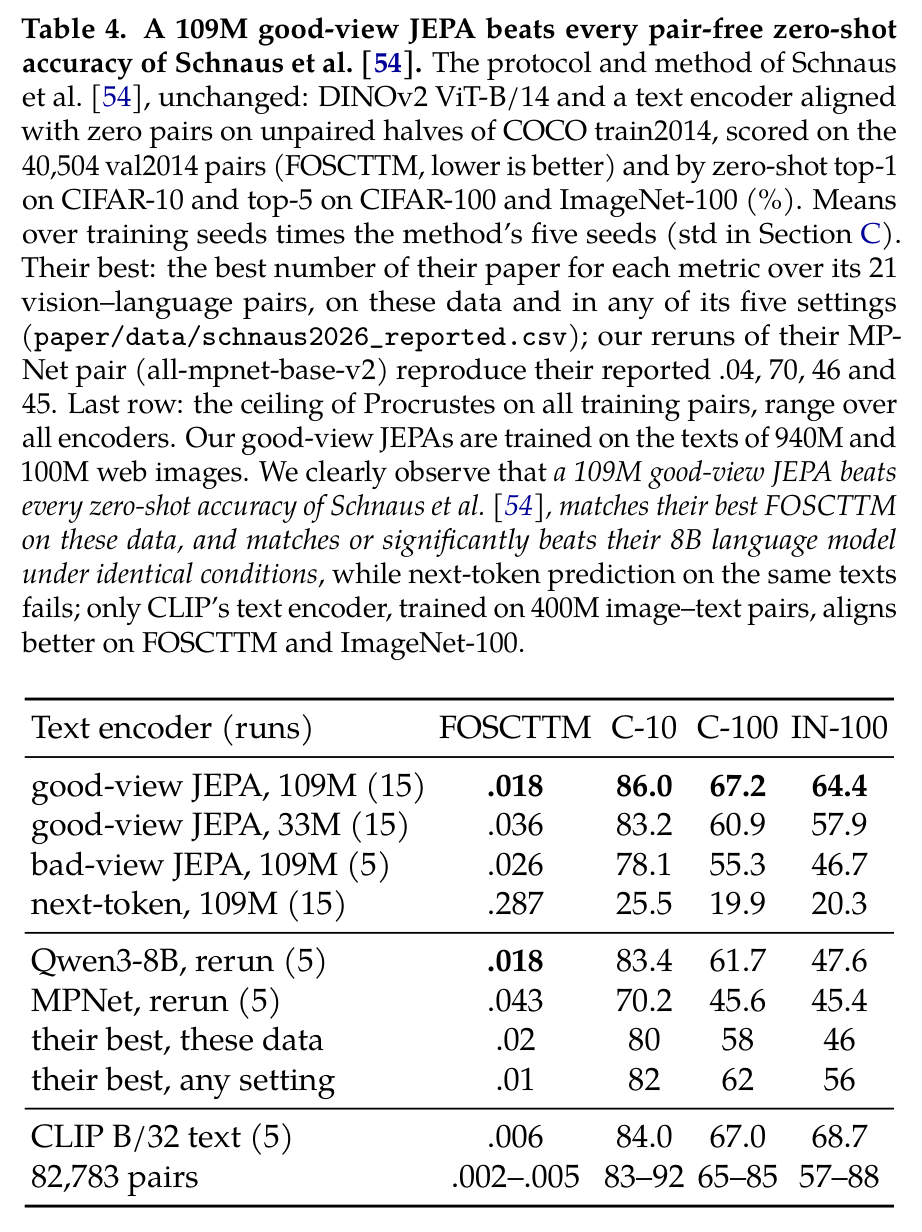 Table 4. A 109M good-view JEPA beats every pair-free zero-shot
accuracy of Schnaus et al. [54]. The protocol and method of Schnaus
et al. [54], unchanged: DINOv2 ViT-B/14 and a text encoder aligned
with zero pairs on unpaired halves of COCO train2014, scored on the
40,504 val2014 pairs (FOSCTTM, lower is better) and by zero-shot top-1
on CIFAR-10 and top-5 on CIFAR-100 and ImageNet-100 (%). Means
over training seeds times the method's five seeds (std in Section C).
Their best: the best number of their paper for each metric over its 21
vision–language pairs, on these data and in any of its five settings
(paper/data/schnaus2026_reported.csv); our reruns of their MP-
Net pair (all-mpnet-base-v2) reproduce their reported .04, 70, 46 and
45. Last row: the ceiling of Procrustes on all training pairs, range over
all encoders. Our good-view JEPAs are trained on the texts of 940M and
100M web images. We clearly observe that a 109M good-view JEPA beats
every zero-shot accuracy of Schnaus et al. [54], matches their best FOSCTTM
on these data, and matches or significantly beats their 8B language model
under identical conditions, while next-token prediction on the same texts
fails; only CLIP's text encoder, trained on 400M image–text pairs, aligns
better on FOSCTTM and ImageNet-100.
Text encoder (runs) FOSCTTM C-10 C-100 IN-100
good-view JEPA, 109M (15) .018 86.0 67.2 64.4
good-view JEPA, 33M (15) .036 83.2 60.9 57.9
bad-view JEPA, 109M (5) .026 78.1 55.3 46.7
next-token, 109M (15) .287 25.5 19.9 20.3
Qwen3-8B, rerun (5) .018 83.4 61.7 47.6
MPNet, rerun (5) .043 70.2 45.6 45.4
their best, these data .02 80 58 46
their best, any setting .01 82 62 56
CLIP B/32 text (5) .006 84.0 67.0 68.7
82,783 pairs .002–.005 83–92 65–85 57–88